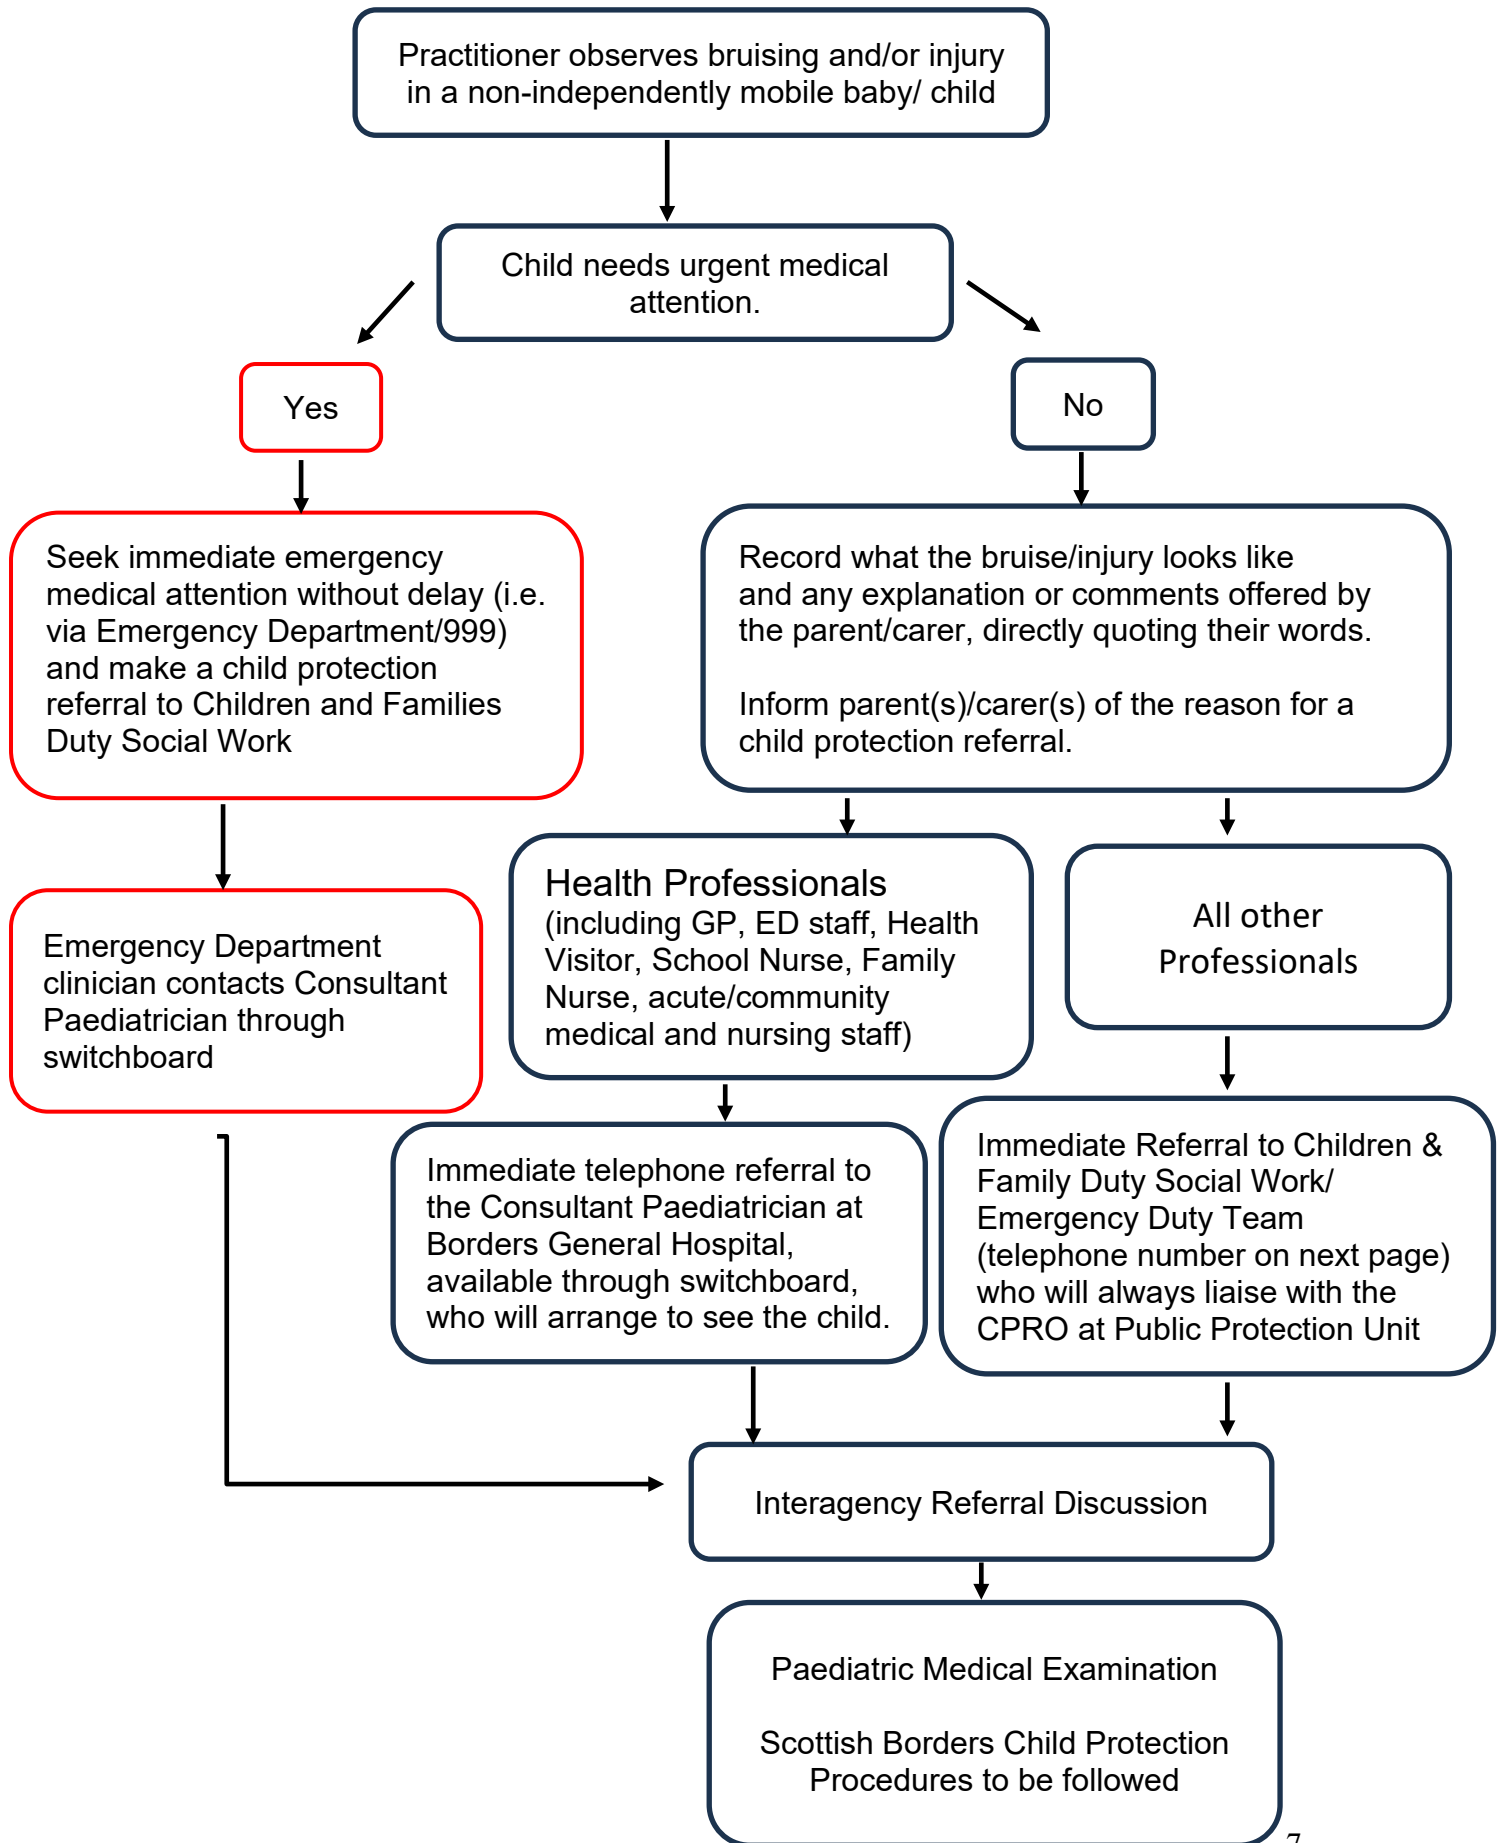 Practitioner observes bruising and/or injury
in a non-independently mobile baby/ child
Child needs urgent medical
attention.
Yes
No
Seek immediate emergency
medical attention without delay (i.e.
via Emergency Department/999)
and make a child protection
referral to Children and Families
Duty Social Work
Record what the bruise/injury looks like
and any explanation or comments offered by
the parent/carer, directly quoting their words.
Inform parent(s)/carer(s) of the reason for a
child protection referral.
Emergency Department
clinician contacts Consultant
Paediatrician through
switchboard
Health Professionals
(including GP, ED staff, Health
Visitor, School Nurse, Family
Nurse, acute/community
medical and nursing staff)
All other
Professionals
Immediate telephone referral to
the Consultant Paediatrician at
Borders General Hospital,
available through switchboard,
who will arrange to see the child.
Immediate Referral to Children &
Family Duty Social Work/
Emergency Duty Team
(telephone number on next page)
who will always liaise with the
CPRO at Public Protection Unit
Interagency Referral Discussion
Paediatric Medical Examination
Scottish Borders Child Protection
Procedures to be followed
7